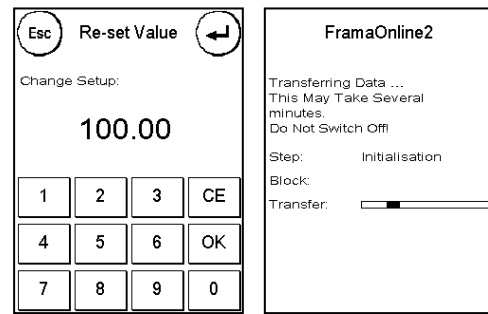 Esc Re-set Value
Change Setup:
100.00
1 2 3 CE
4 5 6 OK
7 8 9 0
FramaOnline2
Transferring Data ...
This May Take Several
minutes.
Do Not Switch Off!
Step: Initialisation
Block:
Transfer: